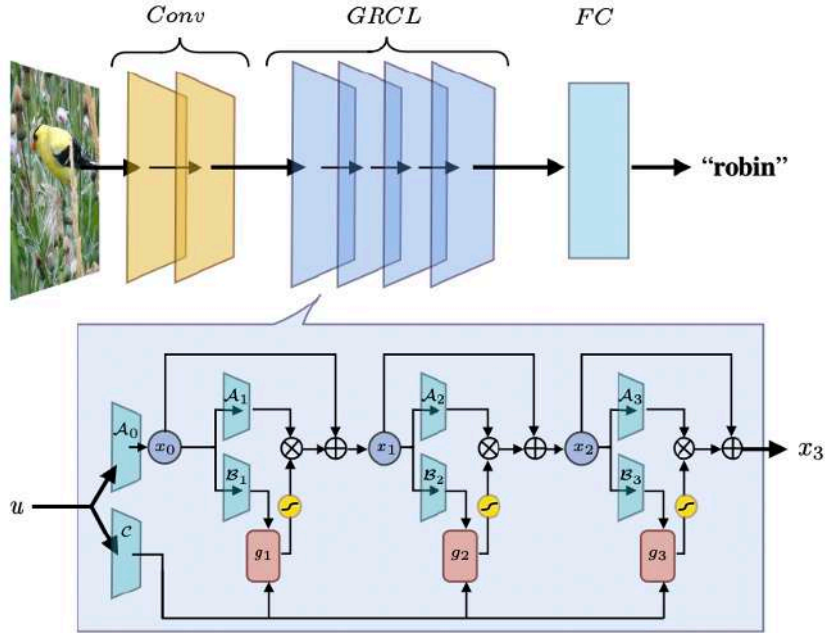 Conv GRCL FC
“robin”
𝒜₁ 𝒜₂ 𝒜₃
𝒜₀ x₀ x₁ x₂ x₃
ℬ₁ ℬ₂ ℬ₃
u
𝒞
g₁ g₂ g₃